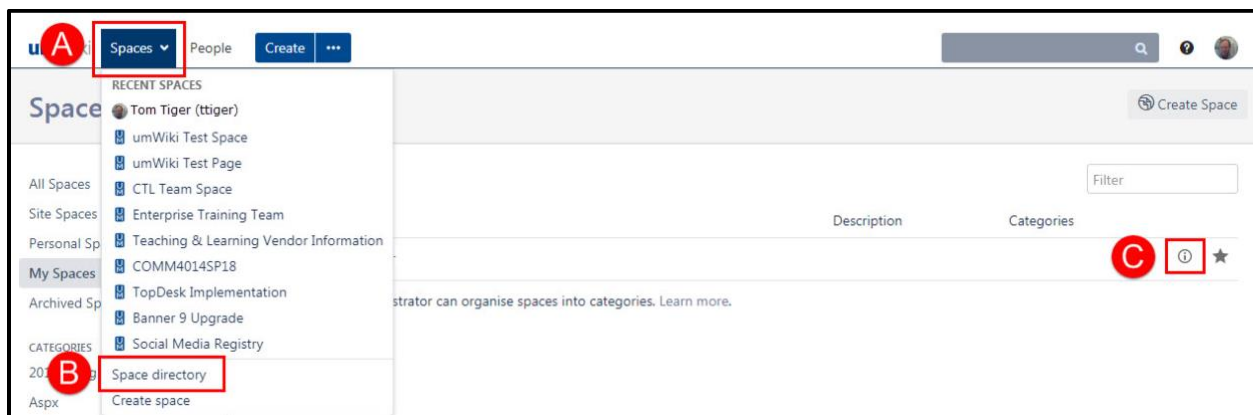 A
Spaces
People
Create
•••
RECENT SPACES
Space
Tom Tiger (ttiger)
Create Space
umWiki Test Space
umWiki Test Page
All Spaces
CTL Team Space
Filter
Site Spaces
Enterprise Training Team
Description
Categories
Personal Sp
Teaching & Learning Vendor Information
C
My Spaces
COMM4014SP18
Archived Sp
TopDesk Implementation
strator can organise spaces into categories. Learn more.
Banner 9 Upgrade
CATEGORIES
Social Media Registry
B
Space directory
Aspx
Create space